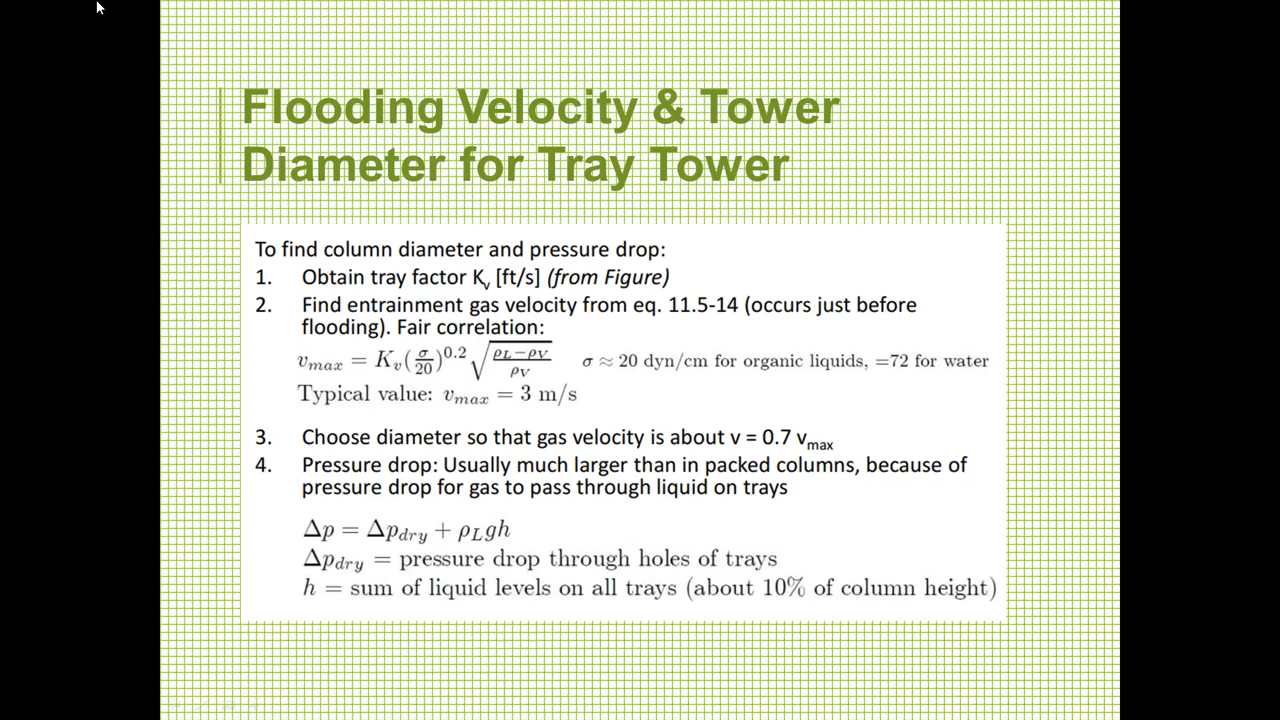 Flooding Velocity & Tower
Diameter for Tray Tower
To find column diameter and pressure drop:
1. Obtain tray factor Kv [ft/s] (from Figure)
2. Find entrainment gas velocity from eq. 11.5-14 (occurs just before
flooding). Fair correlation:
v_max = K_v(σ/20)^0.2 √((ρ_L−ρ_V)/ρ_V) σ ≈ 20 dyn/cm for organic liquids, =72 for water
Typical value: v_max = 3 m/s
3. Choose diameter so that gas velocity is about v = 0.7 v_max
4. Pressure drop: Usually much larger than in packed columns, because of
pressure drop for gas to pass through liquid on trays
Δp = Δp_dry + ρ_L gh
Δp_dry = pressure drop through holes of trays
h = sum of liquid levels on all trays (about 10% of column height)